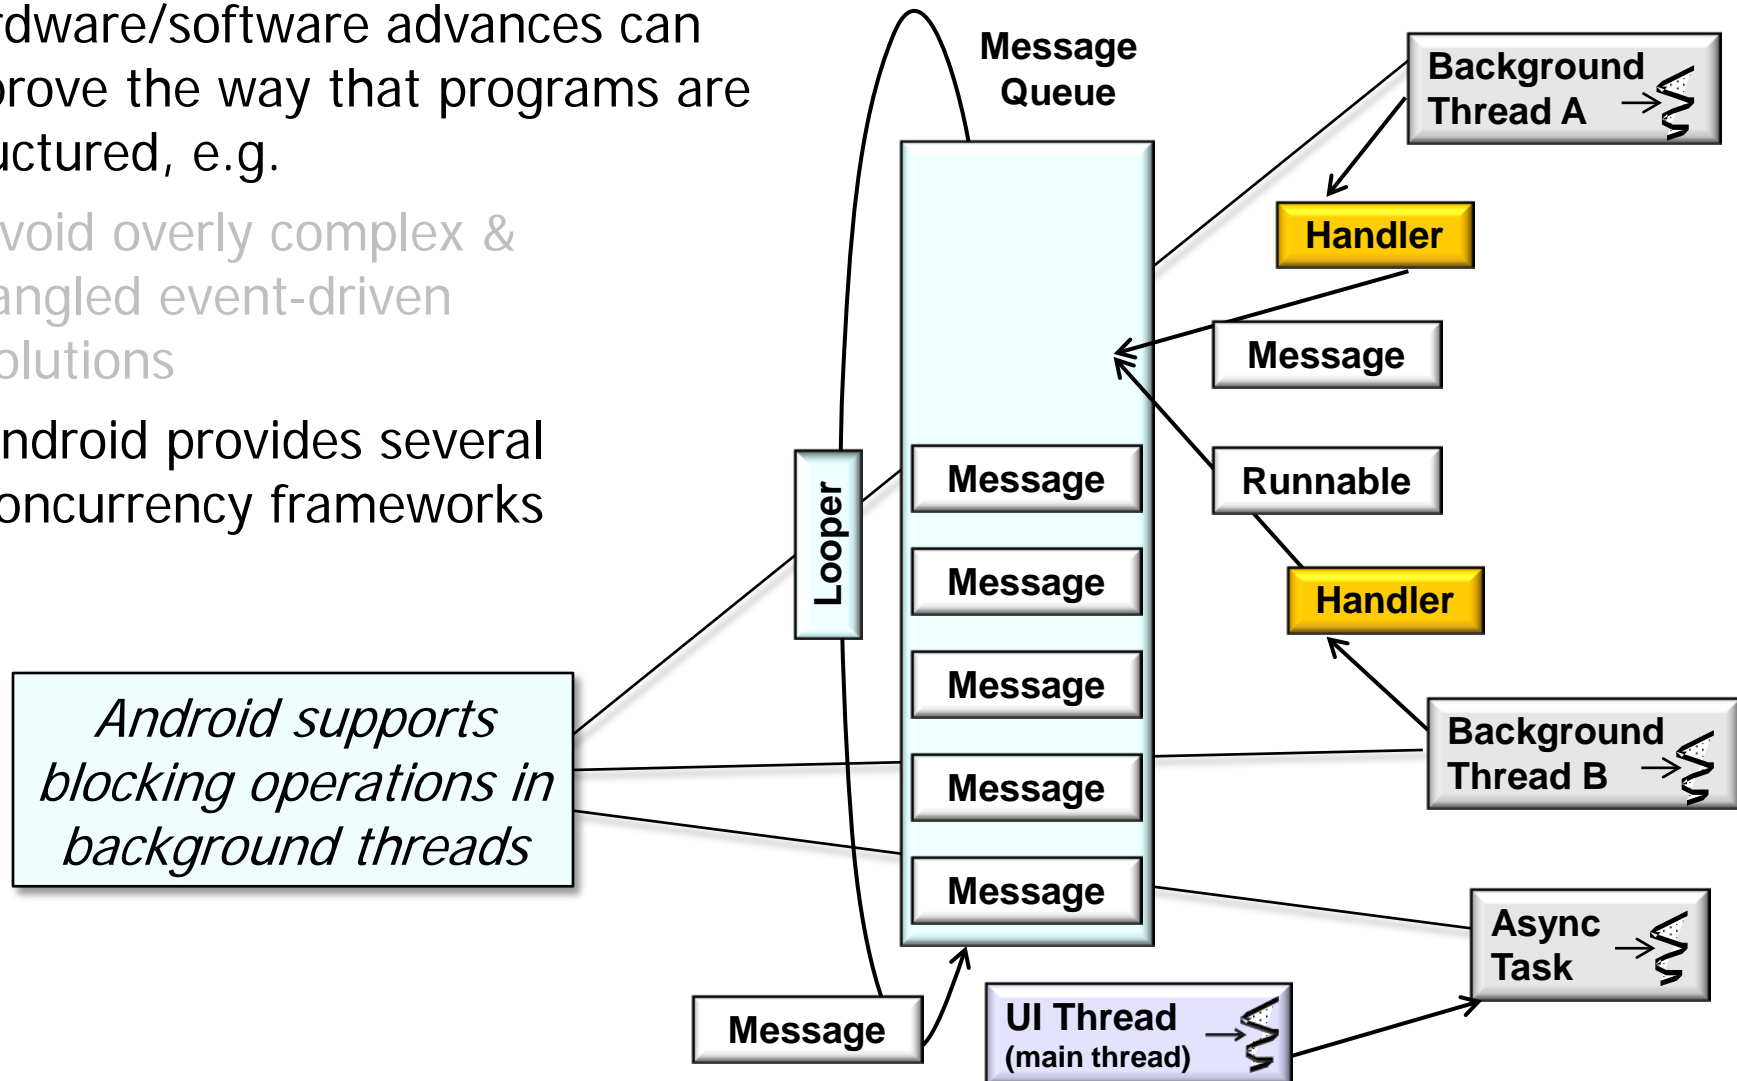 rdware/software advances can
prove the way that programs are
uctured, e.g.
void overly complex &
angled event-driven
olutions
ndroid provides several
oncurrency frameworks
Android supports
blocking operations in
background threads
Looper
Message
Queue
Message
Message
Message
Message
Message
Message
Background
Thread A
Handler
Message
Runnable
Handler
Background
Thread B
Async
Task
UI Thread
(main thread)